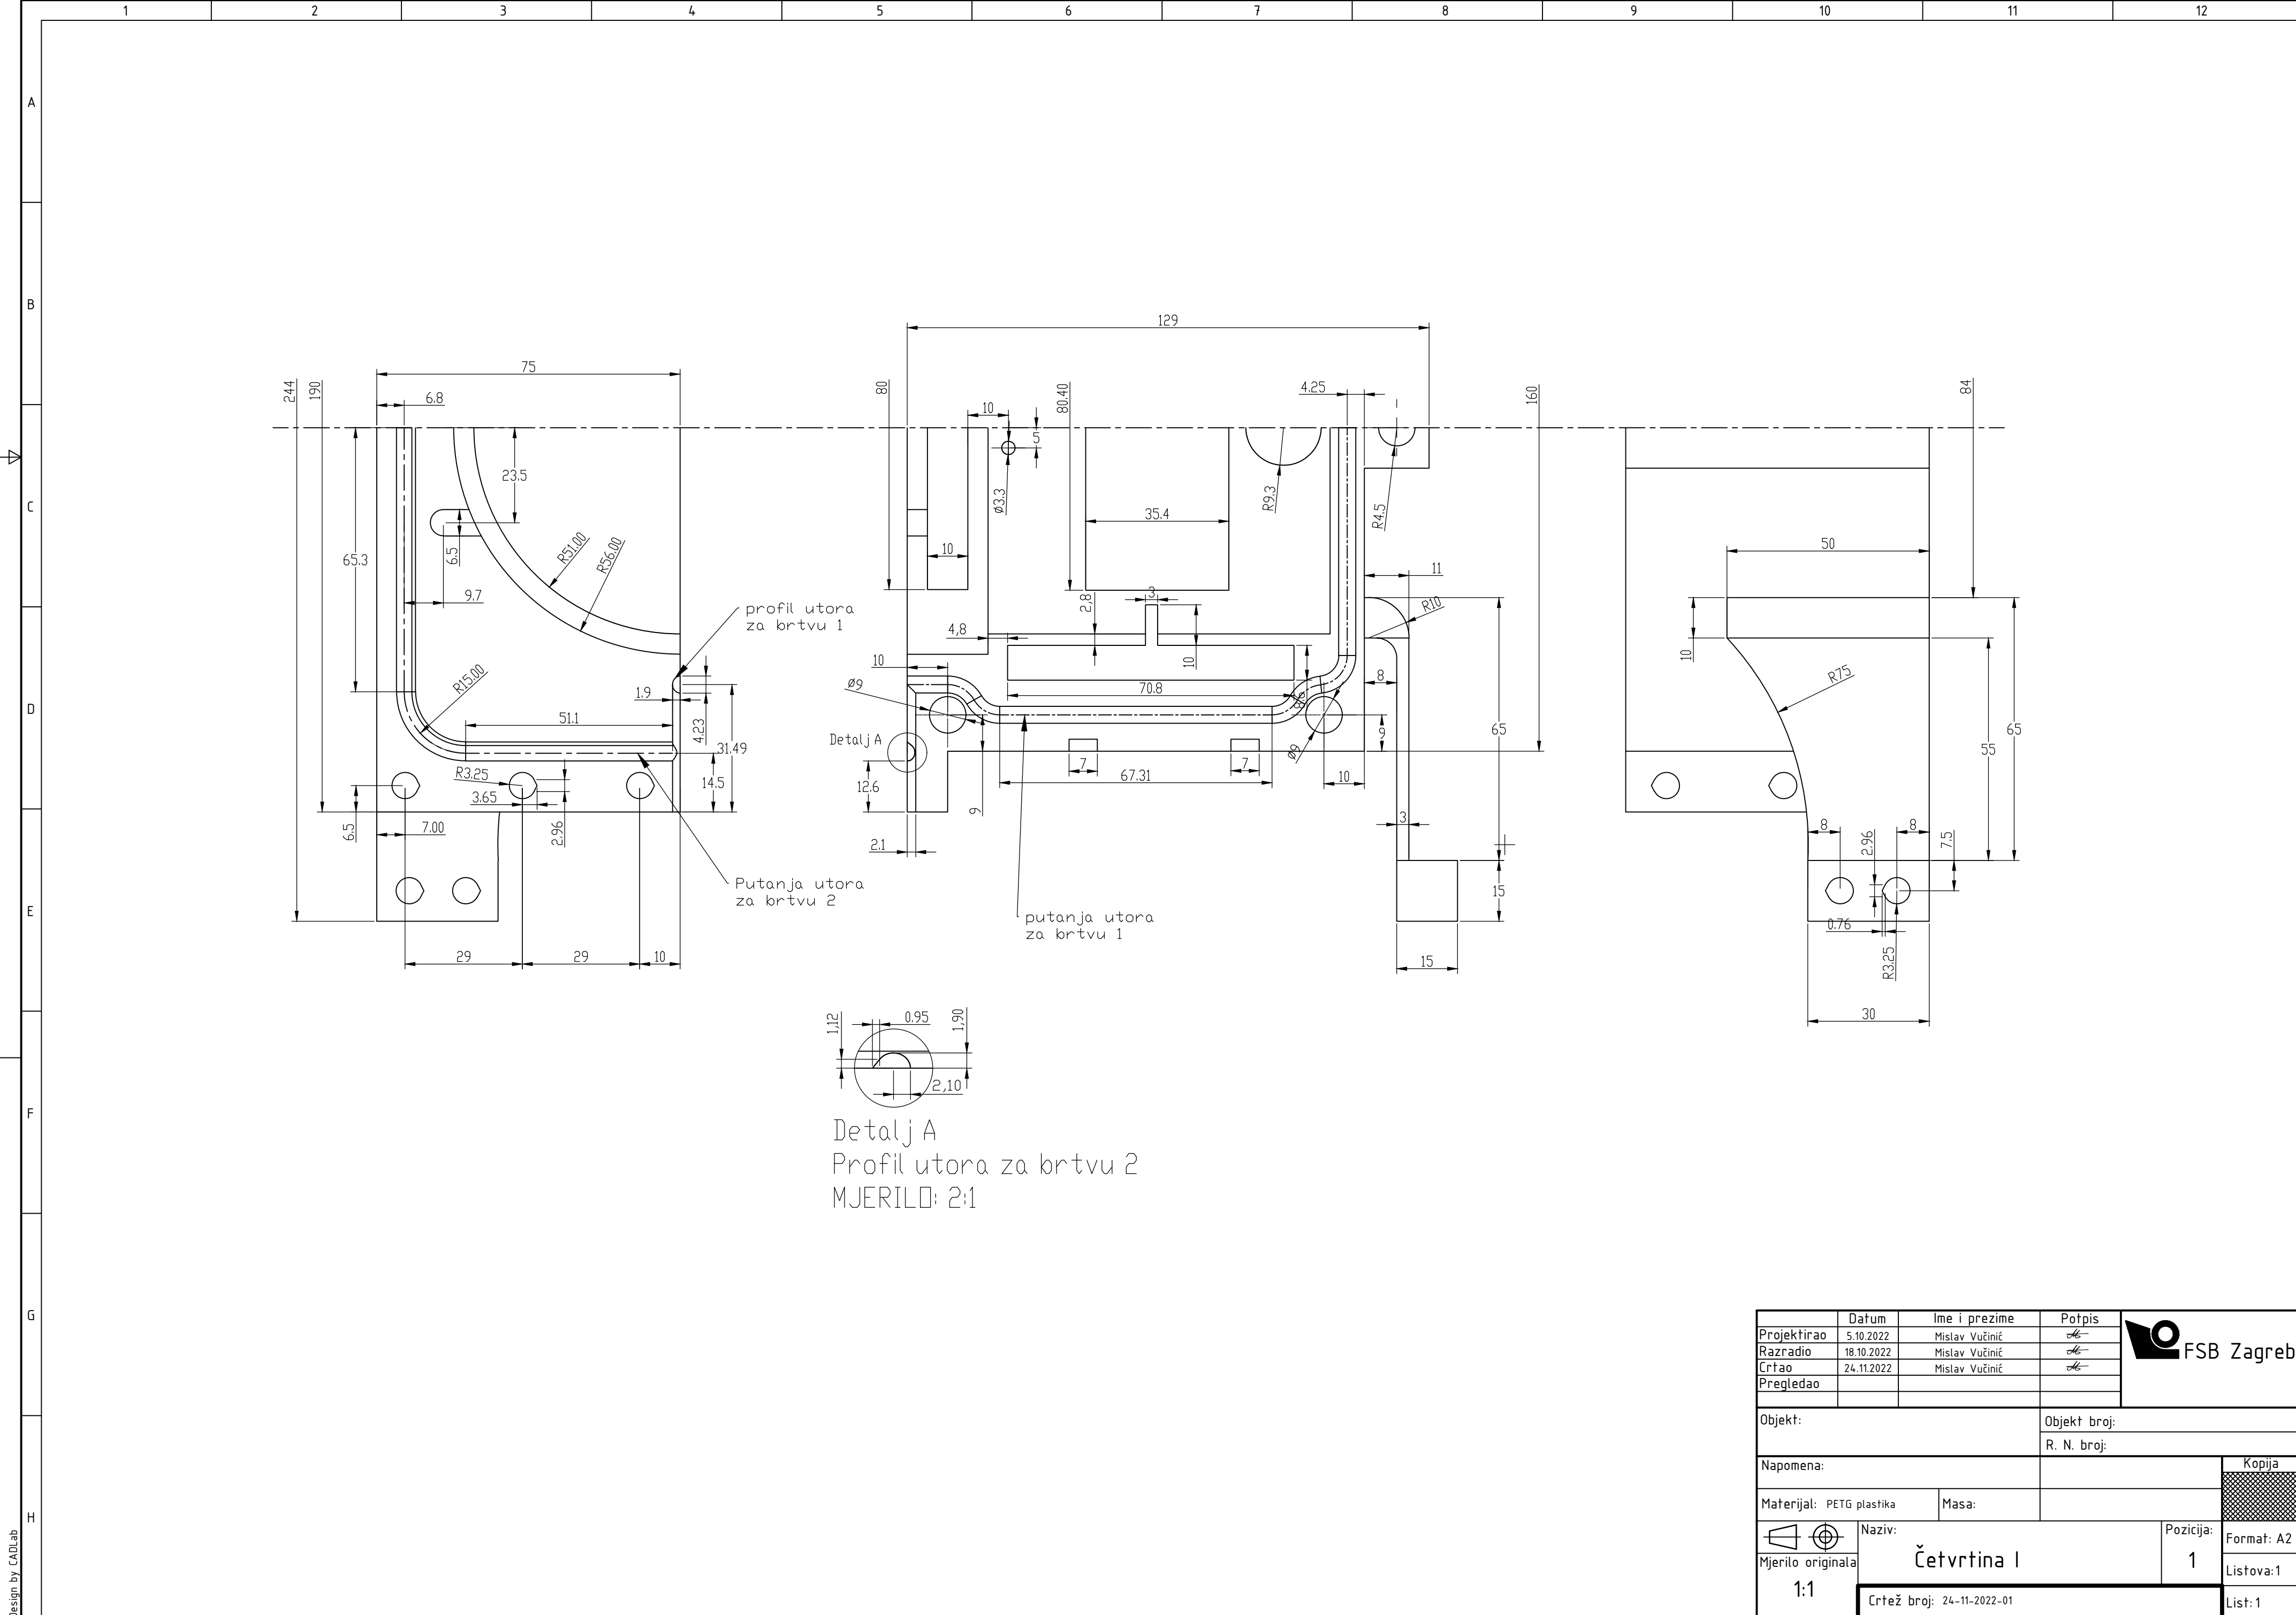 1 2 3 4 5 6 7 8 9 10 11 12
A
B
C
D
E
F
G
H
129
75
244
190
6.8
80
10
5
80.40
4.25
160
84
23.5
Ø3.3
R9.3
R4.5
35.4
65.3
6.5
R51.00
R56.00
10
50
11
9.7
3
2,8
R10
profil utora
za brtvu 1
4,8
10
10
10
R15.00
R75
Ø9
8
1.9
70.8
8,6
51.1
4.23
31.49
Detalj A
9
65
55
65
Ø9
R3.25
7
7
67.31
10
3.65
14.5
12.6
9
6.5
7.00
2.96
3
8
2.96
8
7.5
2.1
Putanja utora
za brtvu 2
15
putanja utora
za brtvu 1
0.76
R3.25
29
29
10
15
30
1,12
0.95
1,90
2,10
Detalj A
Profil utora za brtvu 2
MJERILO: 2:1
Datum Ime i prezime Potpis
Projektirao 5.10.2022 Mislav Vučinić
Razradio 18.10.2022 Mislav Vučinić
Crtao 24.11.2022 Mislav Vučinić
Pregledao
FSB Zagreb
Objekt:
Objekt broj:
R. N. broj:
Napomena:
Kopija
Materijal: PETG plastika
Masa:
Naziv:
Četvrtina I
Pozicija:
1
Format: A2
Mjerilo originala
1:1
Listova:1
Crtež broj: 24-11-2022-01
List: 1
Design by CADLab